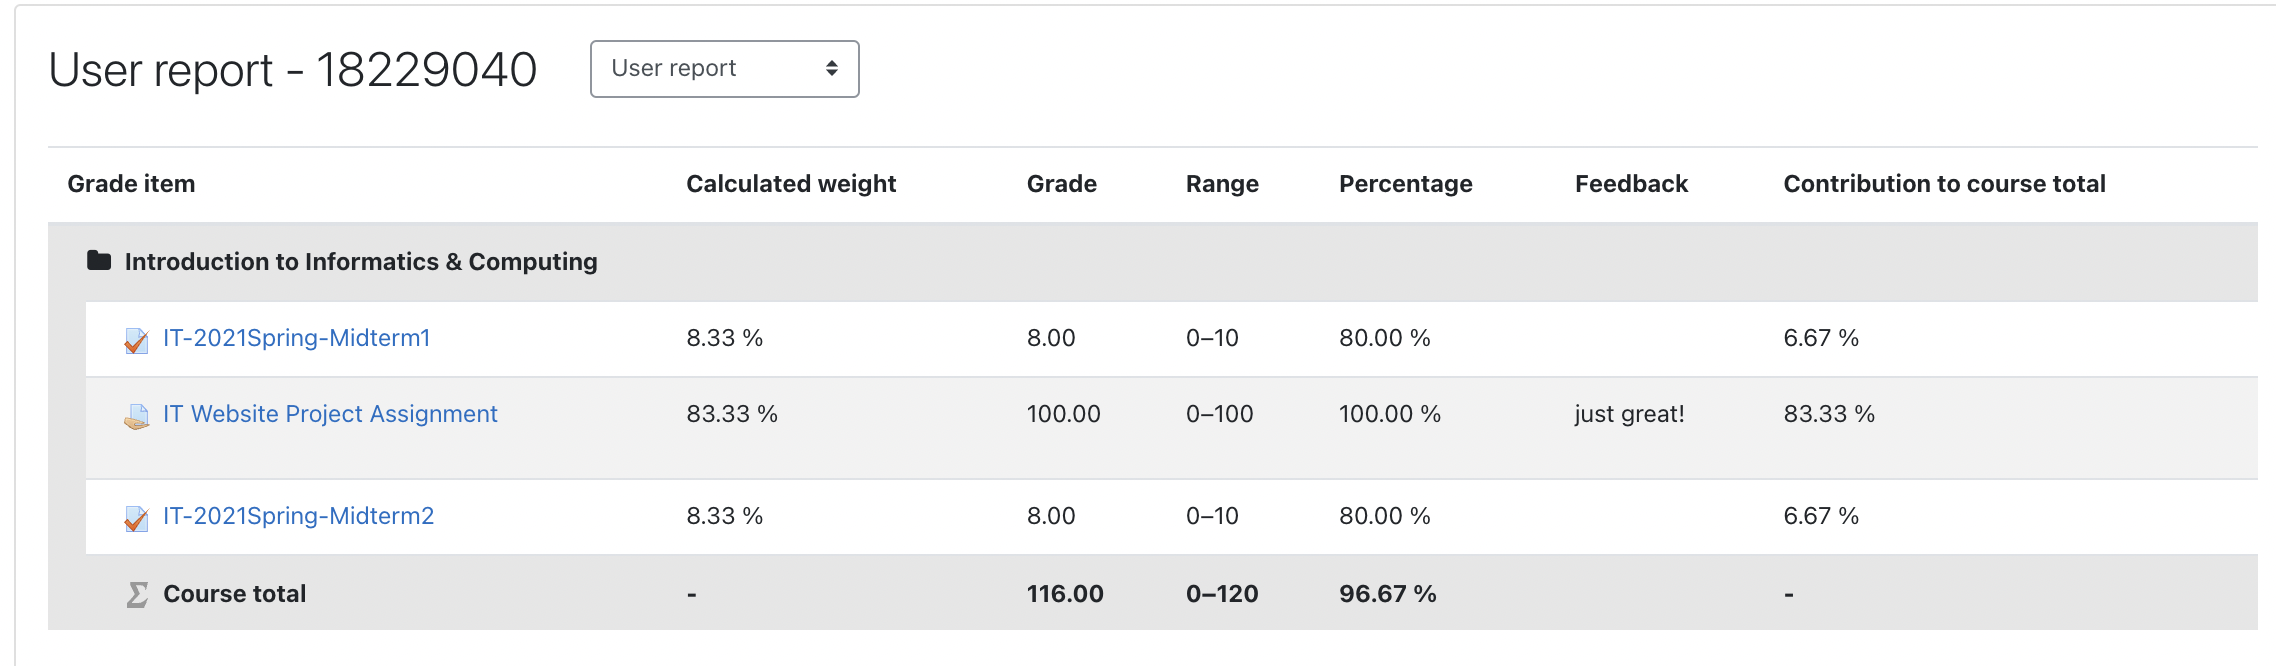 User report - 18229040 User report
Grade item Calculated weight Grade Range Percentage Feedback Contribution to course total
Introduction to Informatics & Computing
IT-2021Spring-Midterm1 8.33 % 8.00 0–10 80.00 % 6.67 %
IT Website Project Assignment 83.33 % 100.00 0–100 100.00 % just great! 83.33 %
IT-2021Spring-Midterm2 8.33 % 8.00 0–10 80.00 % 6.67 %
Course total - 116.00 0–120 96.67 % -